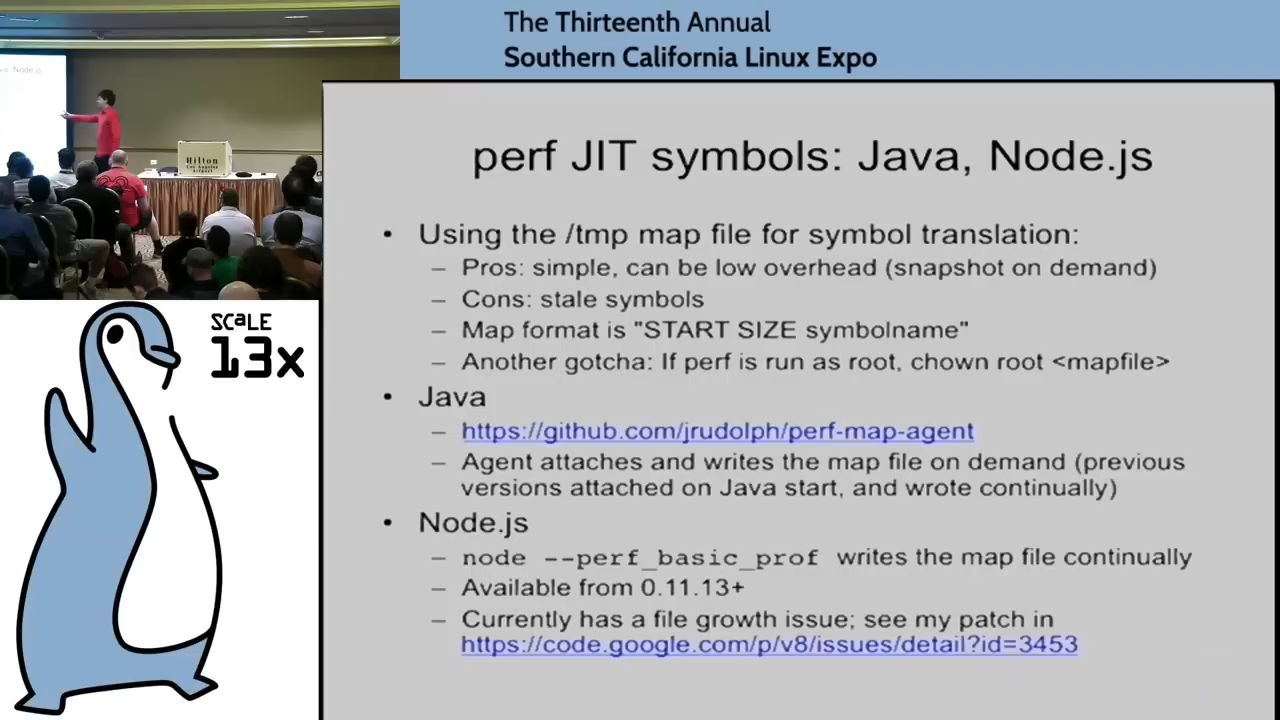 The Thirteenth Annual
Southern California Linux Expo
Hilton
Los Angeles
Airport
SCaLE
13x
perf JIT symbols: Java, Node.js
• Using the /tmp map file for symbol translation:
– Pros: simple, can be low overhead (snapshot on demand)
– Cons: stale symbols
– Map format is "START SIZE symbolname"
– Another gotcha: If perf is run as root, chown root <mapfile>
• Java
– https://github.com/jrudolph/perf-map-agent
– Agent attaches and writes the map file on demand (previous
versions attached on Java start, and wrote continually)
• Node.js
– node --perf_basic_prof writes the map file continually
– Available from 0.11.13+
– Currently has a file growth issue; see my patch in
https://code.google.com/p/v8/issues/detail?id=3453